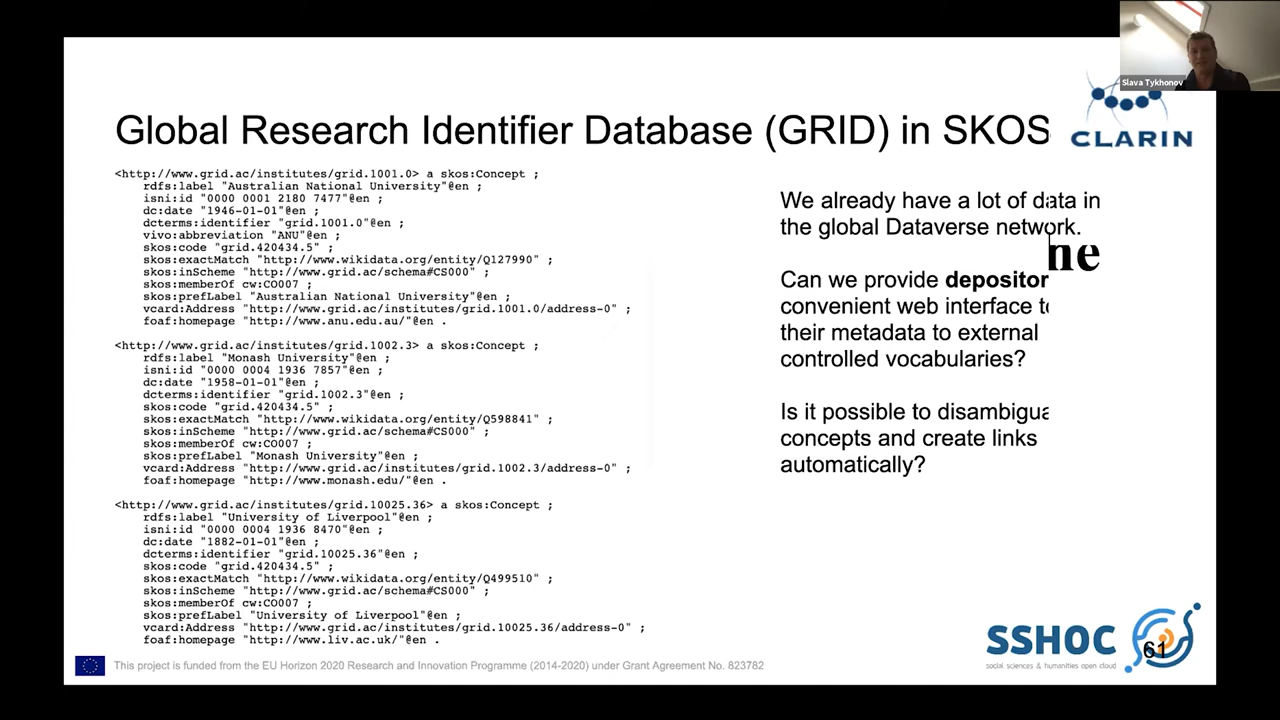 Slava Tykhonov
CLARIN
Global Research Identifier Database (GRID) in SKOS
<http://www.grid.ac/institutes/grid.1001.0> a skos:Concept ;
rdfs:label "Australian National University"@en ;
isni:id "0000 0001 2180 7477"@en ;
dc:date "1946-01-01"@en ;
dcterms:identifier "grid.1001.0"@en ;
vivo:abbreviation "ANU"@en ;
skos:code "grid.420434.5" ;
skos:exactMatch "http://www.wikidata.org/entity/Q127990" ;
skos:inScheme "http://www.grid.ac/schema#CS000" ;
skos:memberOf cw:CO007 ;
skos:prefLabel "Australian National University"@en ;
vcard:Address "http://www.grid.ac/institutes/grid.1001.0/address-0" ;
foaf:homepage "http://www.anu.edu.au/"@en .
<http://www.grid.ac/institutes/grid.1002.3> a skos:Concept ;
rdfs:label "Monash University"@en ;
isni:id "0000 0004 1936 7857"@en ;
dc:date "1958-01-01"@en ;
dcterms:identifier "grid.1002.3"@en ;
skos:code "grid.420434.5" ;
skos:exactMatch "http://www.wikidata.org/entity/Q598841" ;
skos:inScheme "http://www.grid.ac/schema#CS000" ;
skos:memberOf cw:CO007 ;
skos:prefLabel "Monash University"@en ;
vcard:Address "http://www.grid.ac/institutes/grid.1002.3/address-0" ;
foaf:homepage "http://www.monash.edu/"@en .
<http://www.grid.ac/institutes/grid.10025.36> a skos:Concept ;
rdfs:label "University of Liverpool"@en ;
isni:id "0000 0004 1936 8470"@en ;
dc:date "1882-01-01"@en ;
dcterms:identifier "grid.10025.36"@en ;
skos:code "grid.420434.5" ;
skos:exactMatch "http://www.wikidata.org/entity/Q499510" ;
skos:inScheme "http://www.grid.ac/schema#CS000" ;
skos:memberOf cw:CO007 ;
skos:prefLabel "University of Liverpool"@en ;
vcard:Address "http://www.grid.ac/institutes/grid.10025.36/address-0" ;
foaf:homepage "http://www.liv.ac.uk/"@en .
We already have a lot of data in
the global Dataverse network.
ne
Can we provide depositor
convenient web interface
their metadata to external
controlled vocabularies?
Is it possible to disambigua
concepts and create links
automatically?
SSHOC
social sciences & humanities open cloud
61
This project is funded from the EU Horizon 2020 Research and Innovation Programme (2014-2020) under Grant Agreement No. 823782